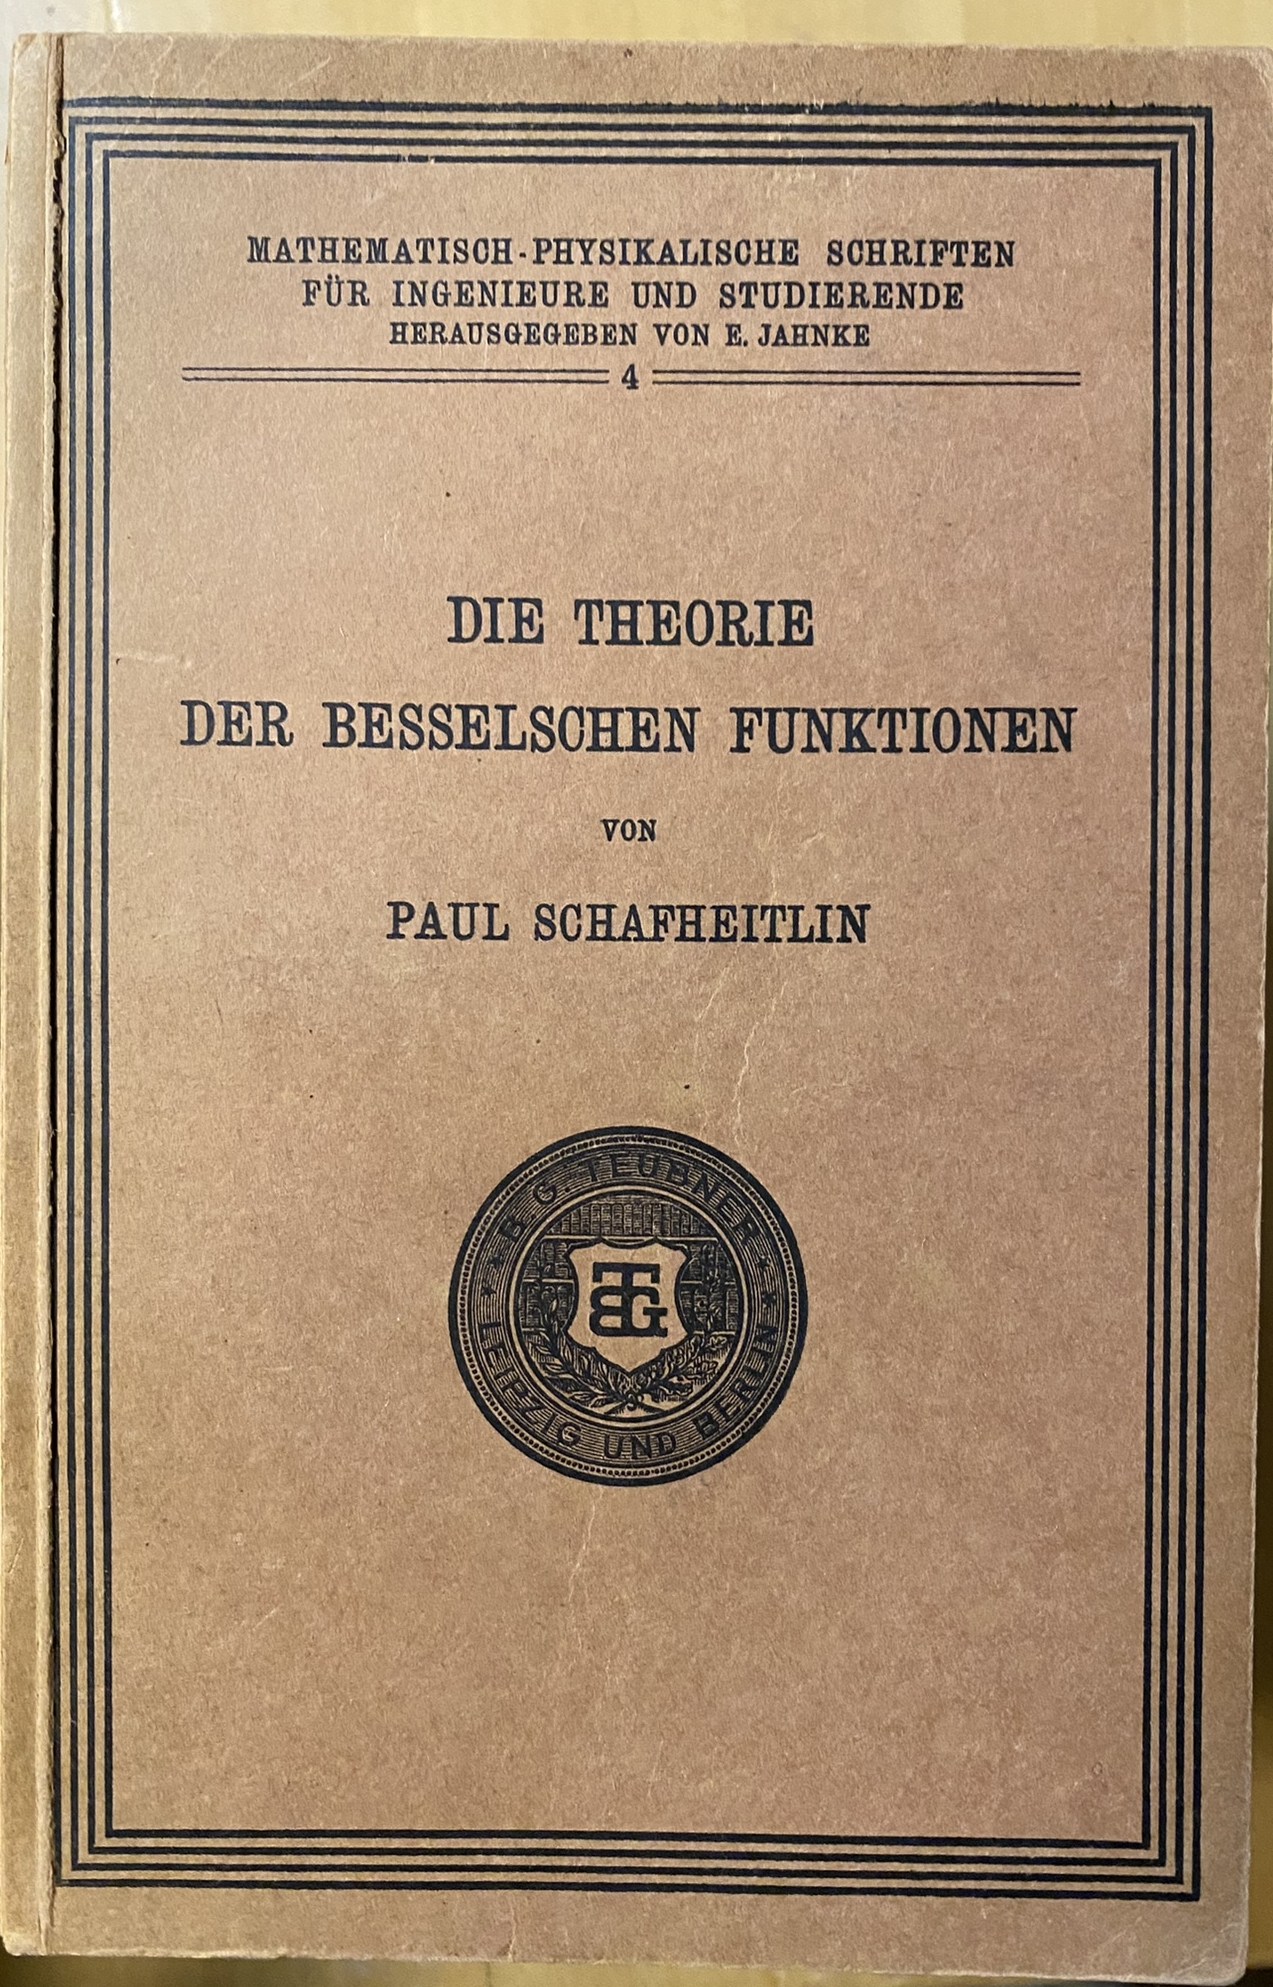 MATHEMATISCH-PHYSIKALISCHE SCHRIFTEN
FÜR INGENIEURE UND STUDIERENDE
HERAUSGEGEBEN VON E. JAHNKE
4
DIE THEORIE
DER BESSELSCHEN FUNKTIONEN
VON
PAUL SCHAFHEITLIN
B G TEUBNER
BTG
LEIPZIG UND BERLIN